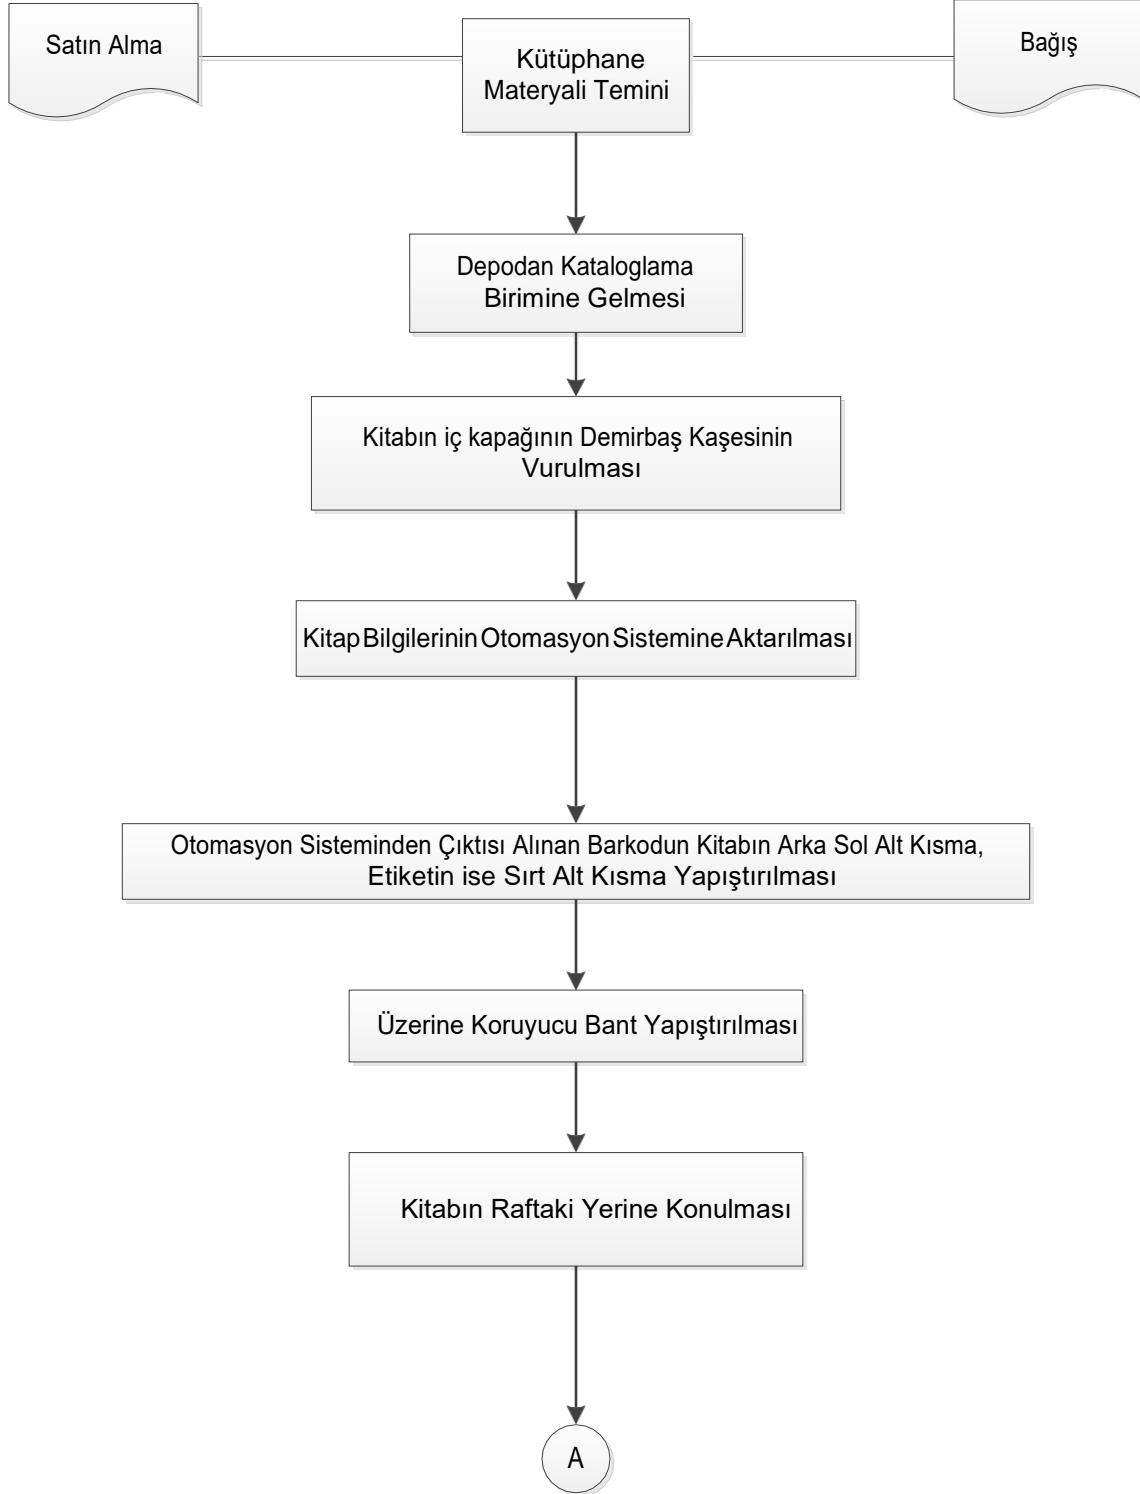 Satın Alma
Kütüphane
Materyali Temini
Bağış
Depodan Kataloglama
Birimine Gelmesi
Kitabın iç kapağının Demirbaş Kaşesinin
Vurulması
Kitap Bilgilerinin Otomasyon Sistemine Aktarılması
Otomasyon Sisteminden Çıktısı Alınan Barkodun Kitabın Arka Sol Alt Kısma,
Etiketin ise Sırt Alt Kısma Yapıştırılması
Üzerine Koruyucu Bant Yapıştırılması
Kitabın Raftaki Yerine Konulması
A